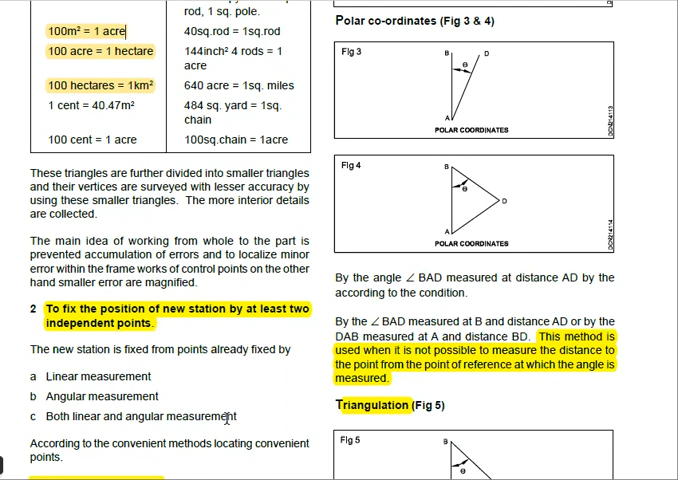 rod, 1 sq. pole.
100m² = 1 acre
40sq.rod = 1sq.rod
100 acre = 1 hectare
144inch² 4 rods = 1
acre
100 hectares = 1km²
640 acre = 1sq. miles
1 cent = 40.47m²
484 sq. yard = 1sq.
chain
100 cent = 1 acre
100sq.chain = 1acre
These triangles are further divided into smaller triangles
and their vertices are surveyed with lesser accuracy by
using these smaller triangles. The more interior details
are collected.
The main idea of working from whole to the part is
prevented accumulation of errors and to localize minor
error within the frame works of control points on the other
hand smaller error are magnified.
2 To fix the position of new station by at least two
independent points.
The new station is fixed from points already fixed by
a Linear measurement
b Angular measurement
c Both linear and angular measurement
According to the convenient methods locating convenient
points.
Polar co-ordinates (Fig 3 & 4)
Fig 3
B
D
θ
A
POLAR COORDINATES
DCN214113
Fig 4
B
θ
D
A
POLAR COORDINATES
DCN214114
By the angle ∠ BAD measured at distance AD by the
according to the condition.
By the ∠ BAD measured at B and distance AD or by the
DAB measured at A and distance BD. This method is
used when it is not possible to measure the distance to
the point from the point of reference at which the angle is
measured.
Triangulation (Fig 5)
Fig 5
B
θ